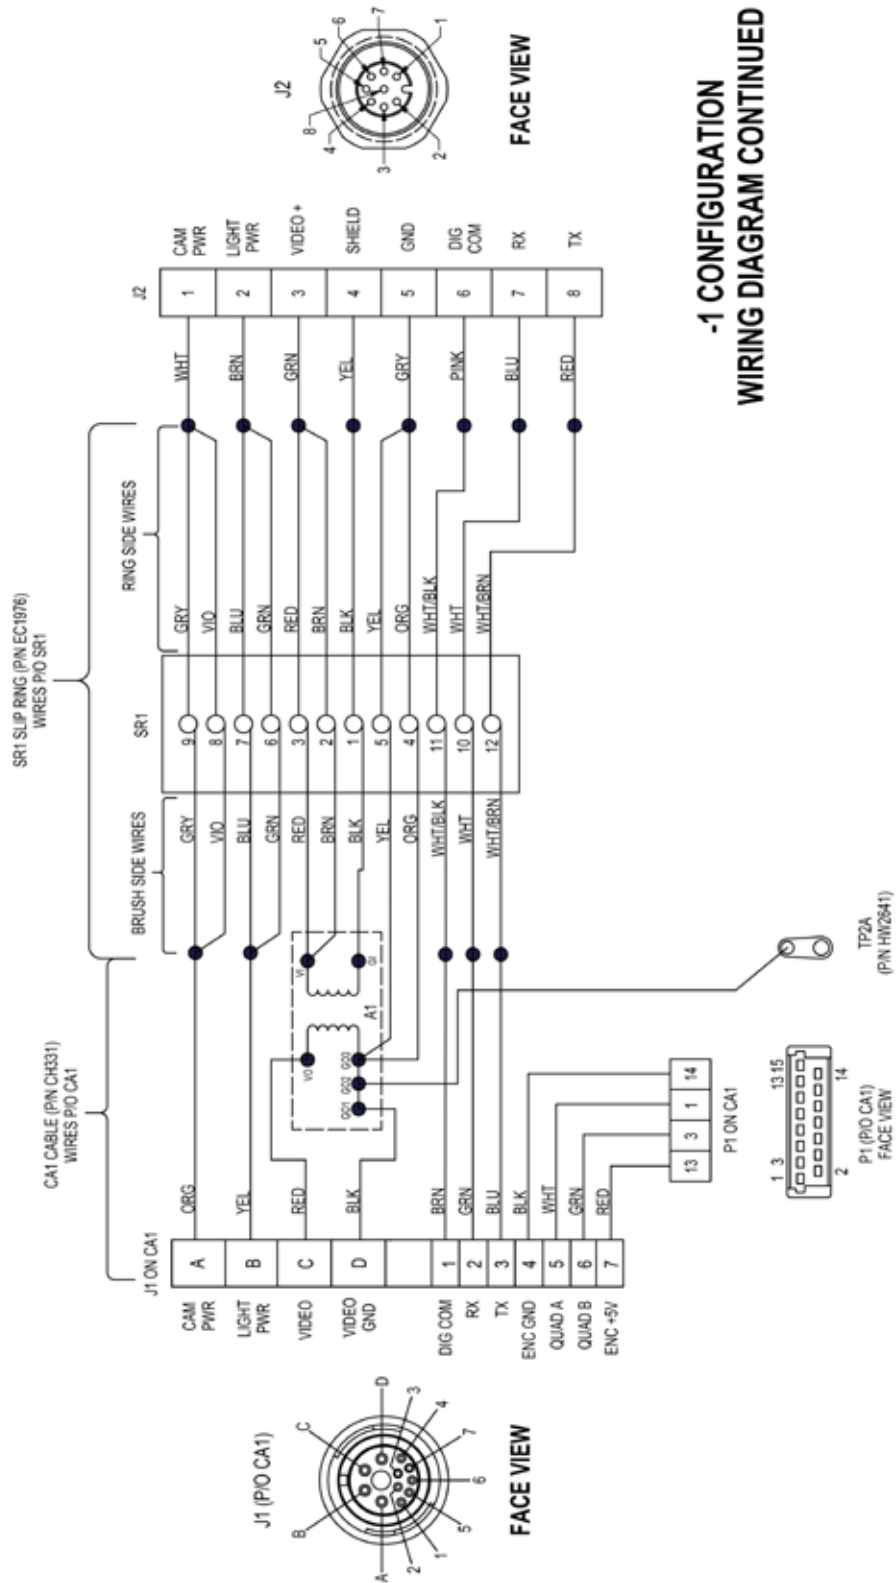 J1 (P/O CA1)
A
B
C
D
3
4
7
6
5
1
2
FACE VIEW
SR1 SLIP RING (P/N EC1976)
WIRES P/O SR1
CA1 CABLE (P/N CH331)
WIRES P/O CA1
BRUSH SIDE WIRES
RING SIDE WIRES
J1 ON CA1
SR1
J2
CAM
PWR
A
ORG
GRY
9
GRY
WHT
1
CAM
PWR
VIO
8
VIO
LIGHT
PWR
B
YEL
BLU
7
BLU
BRN
2
LIGHT
PWR
GRN
6
GRN
VIDEO
C
RED
VO
VI
RED
3
RED
GRN
3
VIDEO +
BRN
2
BRN
VIDEO
GND
D
BLK
GO1
GO2
GO3
GI
A1
BLK
1
BLK
YEL
4
SHIELD
YEL
5
YEL
ORG
4
ORG
GRY
5
GND
DIG COM
1
BRN
WHT/BLK
11
WHT/BLK
PINK
6
DIG
COM
RX
2
GRN
WHT
10
WHT
BLU
7
RX
TX
3
BLU
WHT/BRN
12
WHT/BRN
RED
8
TX
ENC GND
4
BLK
QUAD A
5
WHT
QUAD B
6
GRN
ENC +5V
7
RED
13
3
1
14
P1 ON CA1
1 3
13 15
2
14
P1 (P/O CA1)
FACE VIEW
TP2A
(P/N HW2641)
J2
8
5
6
7
4
3
2
1
FACE VIEW
-1 CONFIGURATION
WIRING DIAGRAM CONTINUED